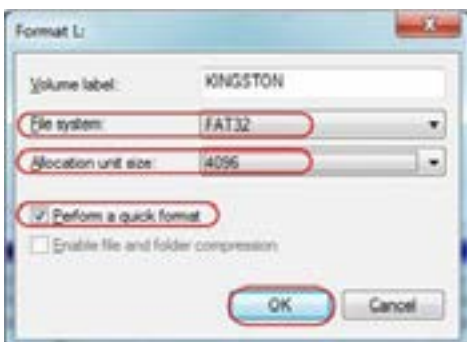 Format L:
Volume label: KINGSTON
File system: FAT32
Allocation unit size: 4096
Perform a quick format
Enable file and folder compression
OK Cancel